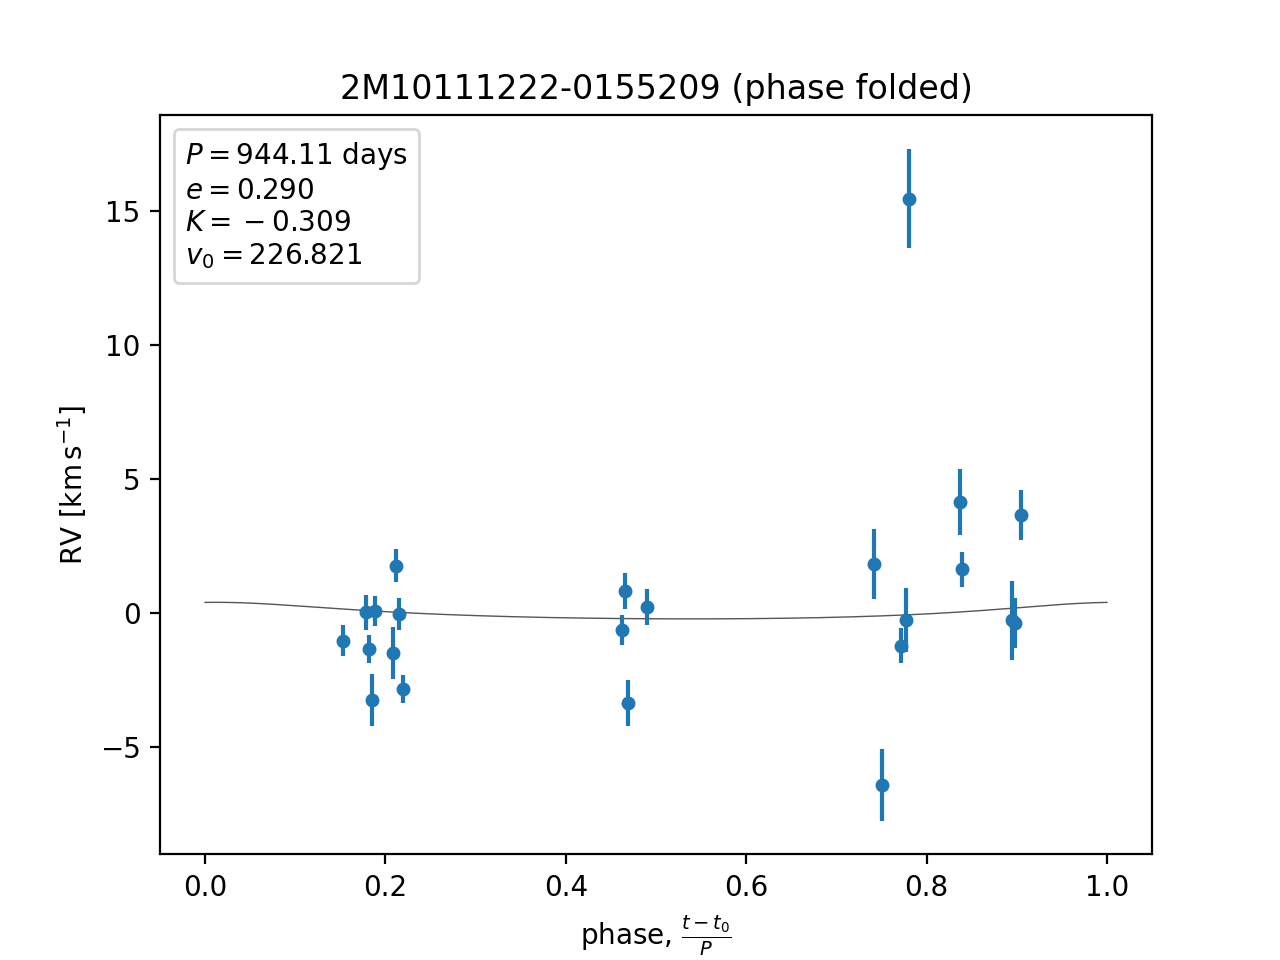 2M10111222-0155209 (phase folded)
P = 944.11 days
e = 0.290
K = −0.309
v₀ = 226.821
15
10
5
0
−5
RV [km s⁻¹]
0.0 0.2 0.4 0.6 0.8 1.0
phase, (t − t₀)/P